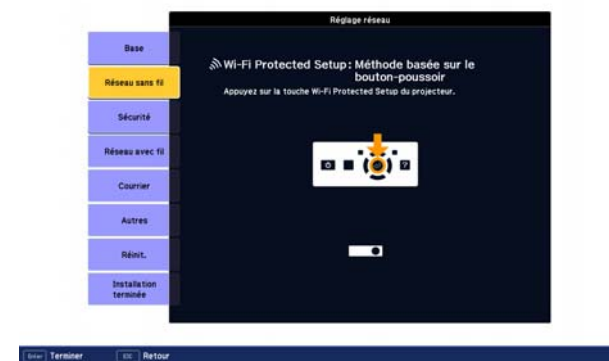 Réglage réseau
Base
Réseau sans fil
Sécurité
Réseau avec fil
Courrier
Autres
Réinit.
Installation
terminée
Wi-Fi Protected Setup: Méthode basée sur le
bouton-poussoir
Appuyez sur la touche Wi-Fi Protected Setup du projecteur.
?
Terminer
ESC Retour